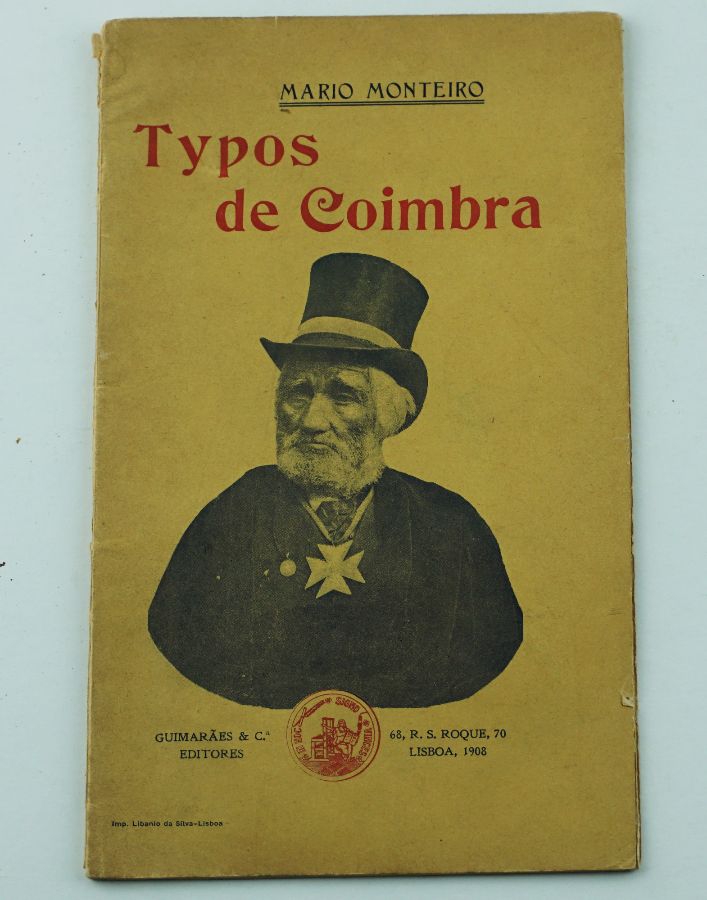 MARIO MONTEIRO
Typos
de Coimbra
GUIMARÃES & C.ª
EDITORES
68, R. S. ROQUE, 70
LISBOA, 1908
Imp. Libanio da Silva-Lisboa